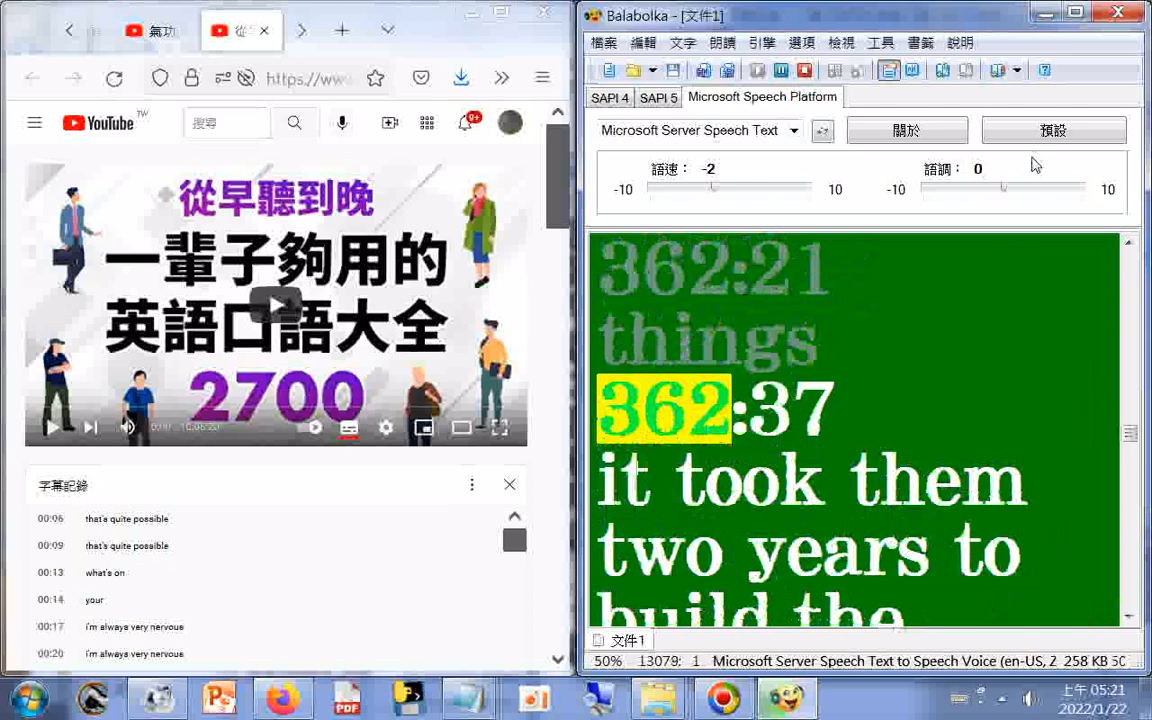 氣功
從
https://www
YouTube TW
搜尋
9+
從早聽到晚
一輩子夠用的
英語口語大全
2700
字幕記錄
00:06 that's quite possible
00:09 that's quite possible
00:13 what's on
00:14 your
00:17 i'm always very nervous
00:20 i'm always very nervous
Balabolka - [文件1]
檔案 編輯 文字 朗讀 引擎 選項 檢視 工具 書籤 說明
SAPI 4 SAPI 5 Microsoft Speech Platform
Microsoft Server Speech Text 關於 預設
語速： -2 語調： 0
-10 10 -10 10
362:21
things
362:37
it took them
two years to
build the
文件1
50% 13079: 1 Microsoft Server Speech Text to Speech Voice (en-US, 2 258 KB
PDF
上午 05:21
2022/1/22